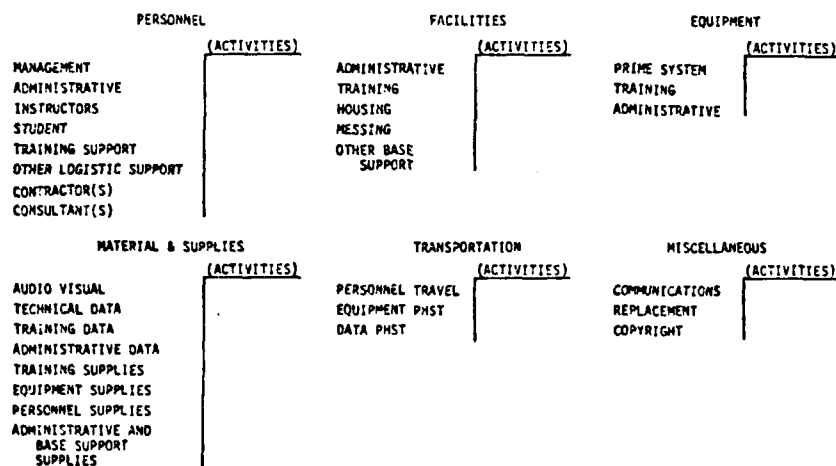 PERSONNEL
(ACTIVITIES)
MANAGEMENT
ADMINISTRATIVE
INSTRUCTORS
STUDENT
TRAINING SUPPORT
OTHER LOGISTIC SUPPORT
CONTRACTOR(S)
CONSULTANT(S)
FACILITIES
(ACTIVITIES)
ADMINISTRATIVE
TRAINING
HOUSING
MESSING
OTHER BASE
SUPPORT
EQUIPMENT
(ACTIVITIES)
PRIME SYSTEM
TRAINING
ADMINISTRATIVE
MATERIAL & SUPPLIES
(ACTIVITIES)
AUDIO VISUAL
TECHNICAL DATA
TRAINING DATA
ADMINISTRATIVE DATA
TRAINING SUPPLIES
EQUIPMENT SUPPLIES
PERSONNEL SUPPLIES
ADMINISTRATIVE AND
BASE SUPPORT
SUPPLIES
TRANSPORTATION
(ACTIVITIES)
PERSONNEL TRAVEL
EQUIPMENT PHST
DATA PHST
MISCELLANEOUS
(ACTIVITIES)
COMMUNICATIONS
REPLACEMENT
COPYRIGHT